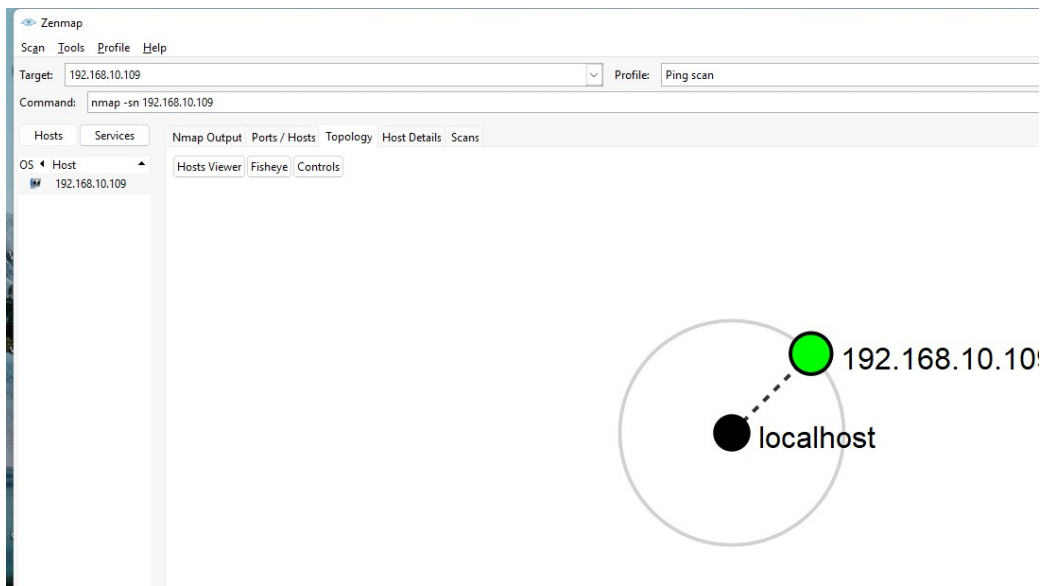 Zenmap
Scan Tools Profile Help
Target: 192.168.10.109 Profile: Ping scan
Command: nmap -sn 192.168.10.109
Hosts Services Nmap Output Ports / Hosts Topology Host Details Scans
OS Host Hosts Viewer Fisheye Controls
192.168.10.109
192.168.10.109
localhost